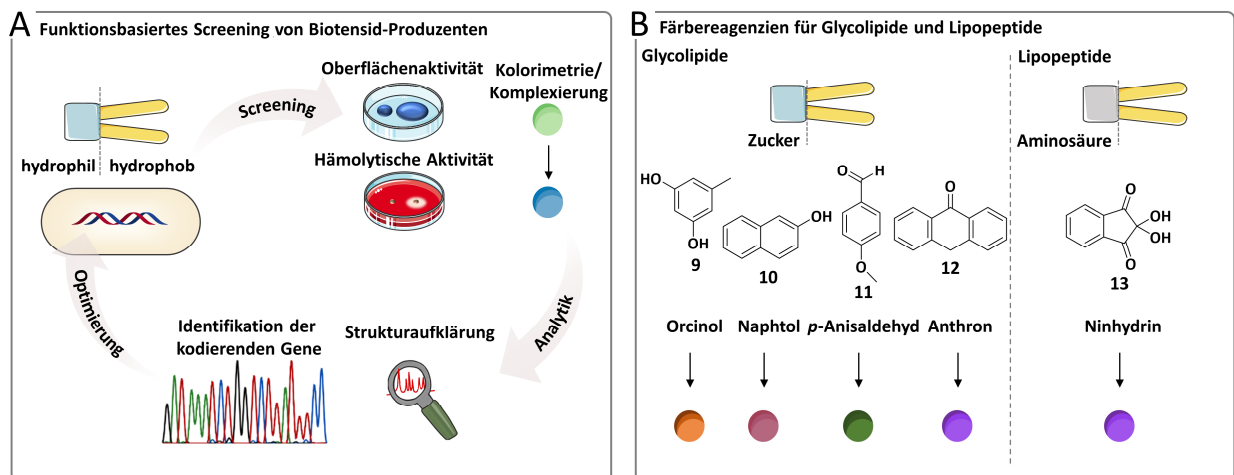 A Funktionsbasiertes Screening von Biotensid-Produzenten
hydrophil
hydrophob
Screening
Oberflächenaktivität
Hämolytische Aktivität
Kolorimetrie/
Komplexierung
Analytik
Strukturaufklärung
Identifikation der
kodierenden Gene
Optimierung
B Färbereagenzien für Glycolipide und Lipopeptide
Glycolipide
Zucker
HO
OH
9
OH
10
O
H
O
11
O
12
Orcinol
Naphtol
p-Anisaldehyd
Anthron
Lipopeptide
Aminosäure
O
OH
OH
O
13
Ninhydrin